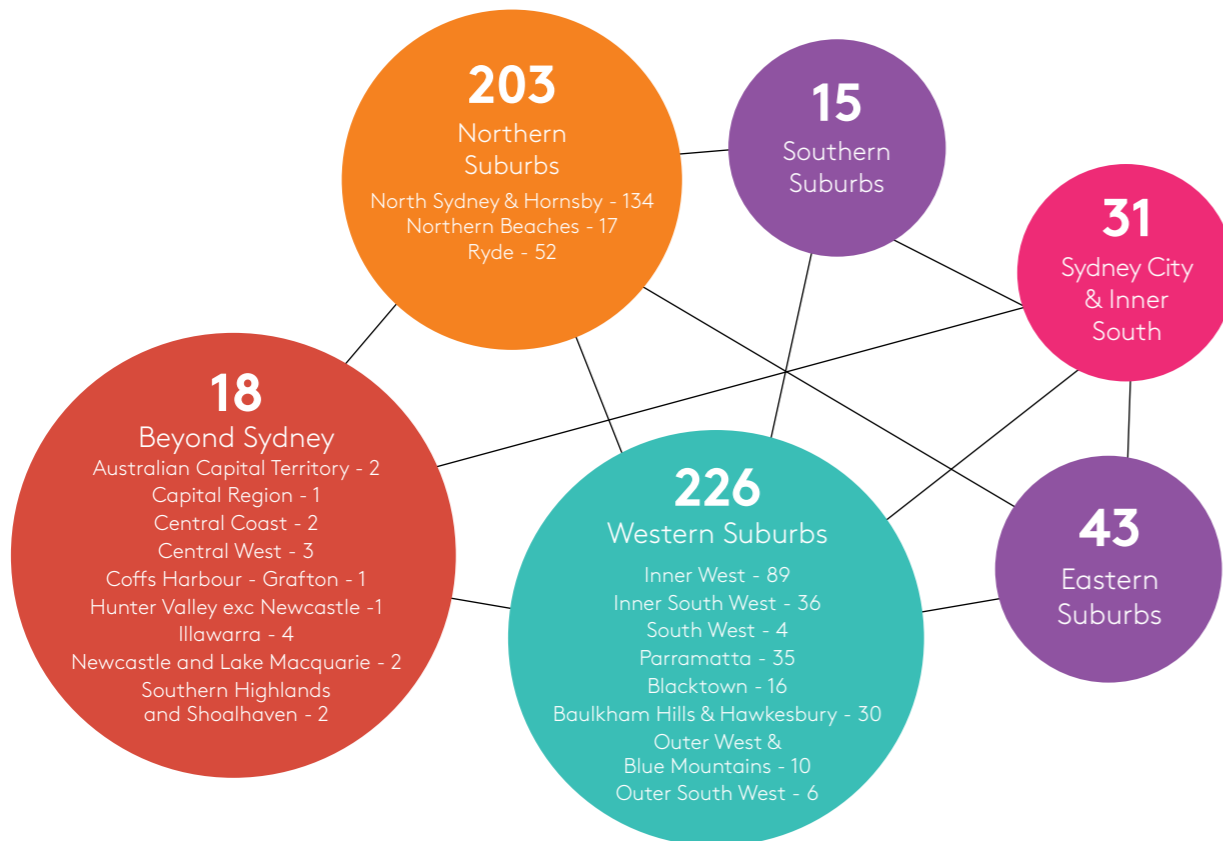 203
Northern
Suburbs
North Sydney & Hornsby - 134
Northern Beaches - 17
Ryde - 52
15
Southern
Suburbs
31
Sydney City
& Inner
South
18
Beyond Sydney
Australian Capital Territory - 2
Capital Region - 1
Central Coast - 2
Central West - 3
Coffs Harbour - Grafton - 1
Hunter Valley exc Newcastle -1
Illawarra - 4
Newcastle and Lake Macquarie - 2
Southern Highlands
and Shoalhaven - 2
226
Western Suburbs
Inner West - 89
Inner South West - 36
South West - 4
Parramatta - 35
Blacktown - 16
Baulkham Hills & Hawkesbury - 30
Outer West &
Blue Mountains - 10
Outer South West - 6
43
Eastern
Suburbs